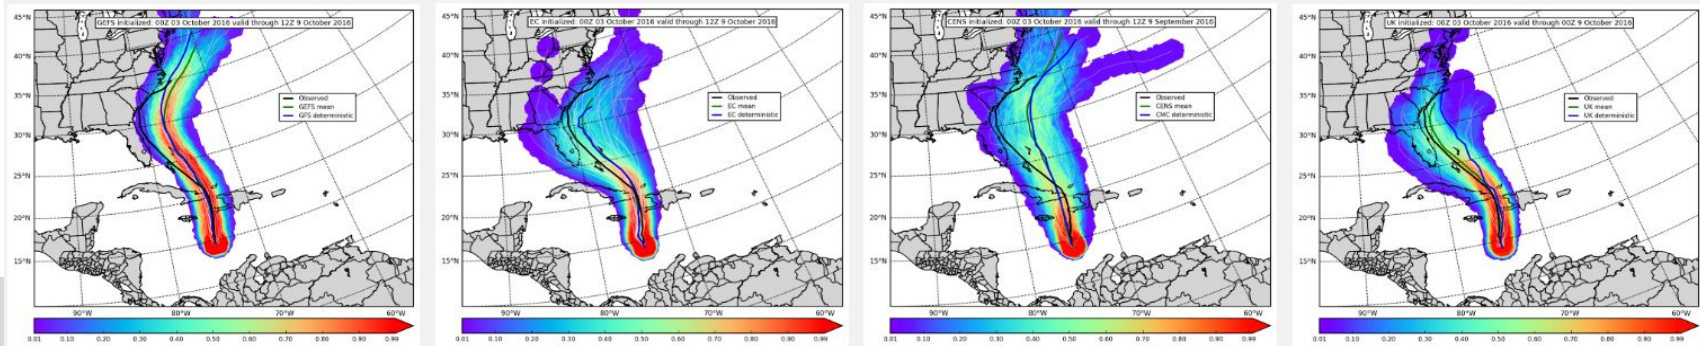 GEFS initialized: 00Z 03 October 2016 valid through 12Z 9 October 2016
45°N
40°N
35°N
30°N
25°N
20°N
15°N
Observed
GEFS mean
GFS deterministic
90°W
80°W
70°W
60°W
0.01 0.10 0.20 0.30 0.40 0.50 0.60 0.70 0.80 0.90 0.99
EC initialized: 00Z 03 October 2016 valid through 12Z 9 October 2016
45°N
40°N
35°N
30°N
25°N
20°N
15°N
Observed
EC mean
EC deterministic
90°W
80°W
70°W
60°W
0.01 0.10 0.20 0.30 0.40 0.50 0.60 0.70 0.80 0.90 0.99
CENS initialized: 00Z 03 October 2016 valid through 12Z 9 September 2016
45°N
40°N
35°N
30°N
25°N
20°N
15°N
Observed
CENS mean
CMC deterministic
90°W
80°W
70°W
60°W
0.01 0.10 0.20 0.30 0.40 0.50 0.60 0.70 0.80 0.90 0.99
UK initialized: 00Z 03 October 2016 valid through 00Z 9 October 2016
45°N
40°N
35°N
30°N
25°N
20°N
15°N
Observed
UK mean
UK deterministic
90°W
80°W
70°W
60°W
0.01 0.10 0.20 0.30 0.40 0.50 0.60 0.70 0.80 0.90 0.99